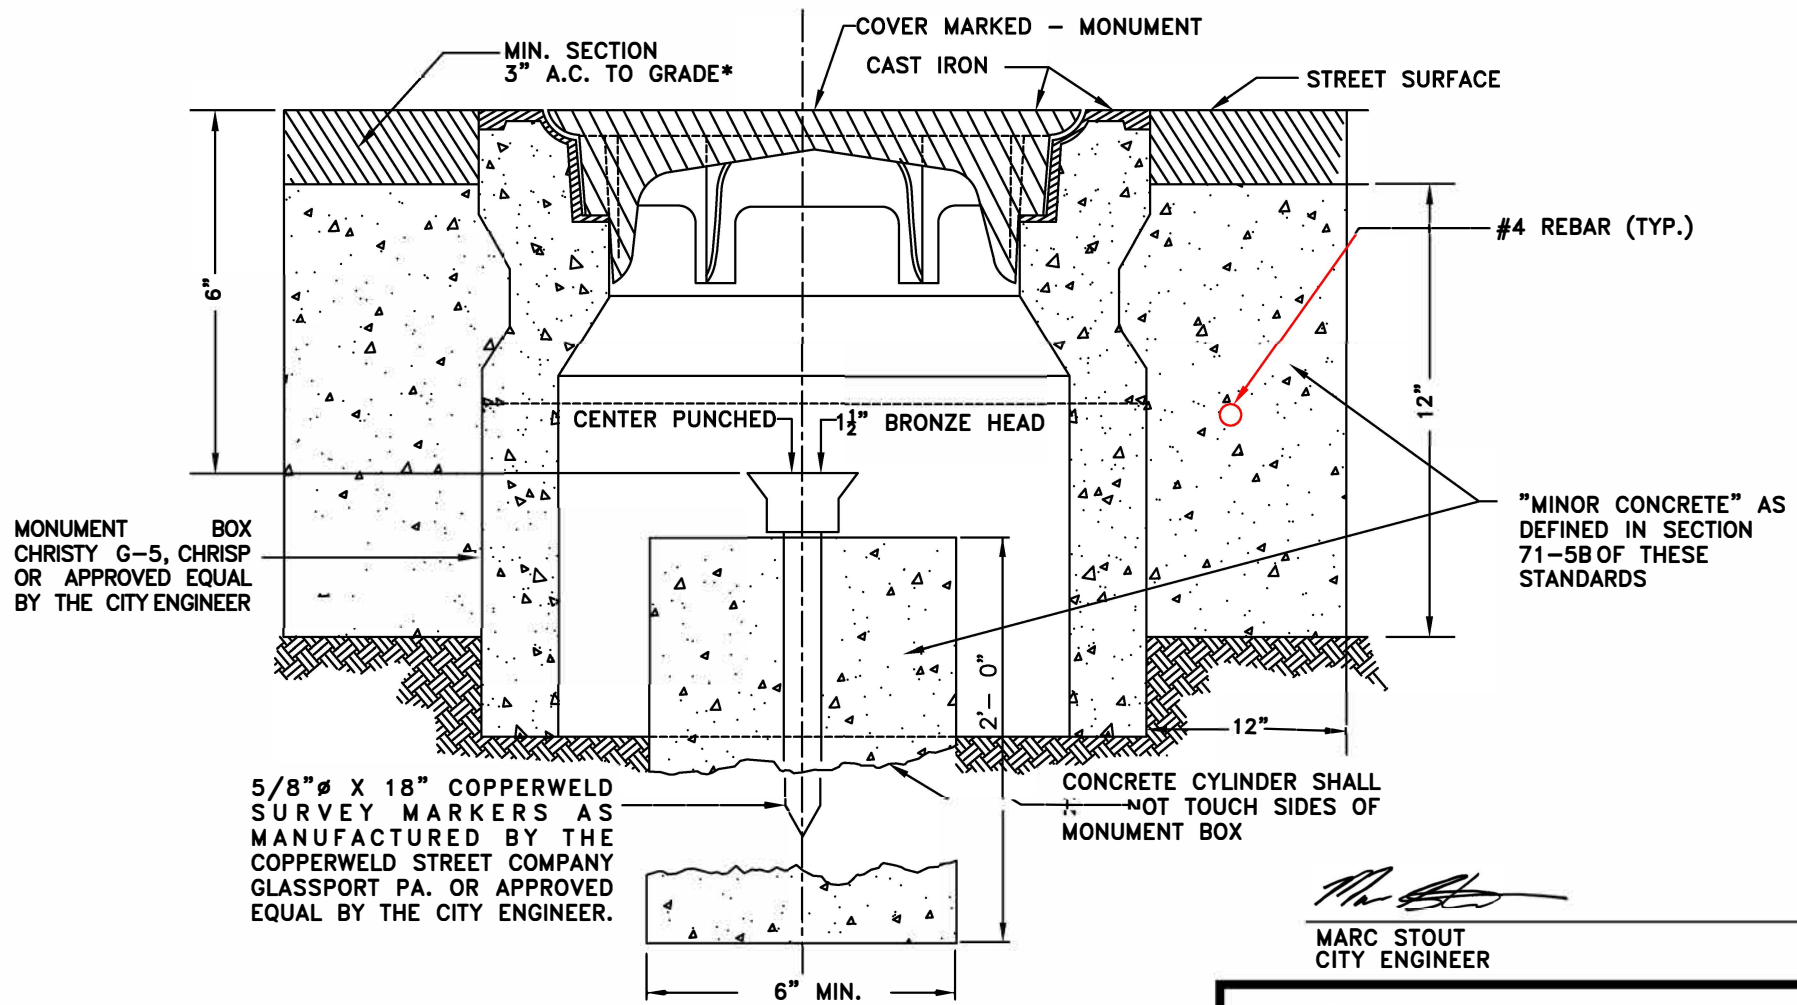 COVER MARKED - MONUMENT
MIN. SECTION
3" A.C. TO GRADE*
CAST IRON
STREET SURFACE
#4 REBAR (TYP.)
6"
12"
CENTER PUNCHED
1½" BRONZE HEAD
"MINOR CONCRETE" AS
DEFINED IN SECTION
71-5B OF THESE
STANDARDS
MONUMENT BOX
CHRISTY G-5, CHRISP
OR APPROVED EQUAL
BY THE CITY ENGINEER
2'- 0"
12"
5/8"ø X 18" COPPERWELD
SURVEY MARKERS AS
MANUFACTURED BY THE
COPPERWELD STREET COMPANY
GLASSPORT PA. OR APPROVED
EQUAL BY THE CITY ENGINEER.
CONCRETE CYLINDER SHALL
NOT TOUCH SIDES OF
MONUMENT BOX
6" MIN.
MARC STOUT
CITY ENGINEER